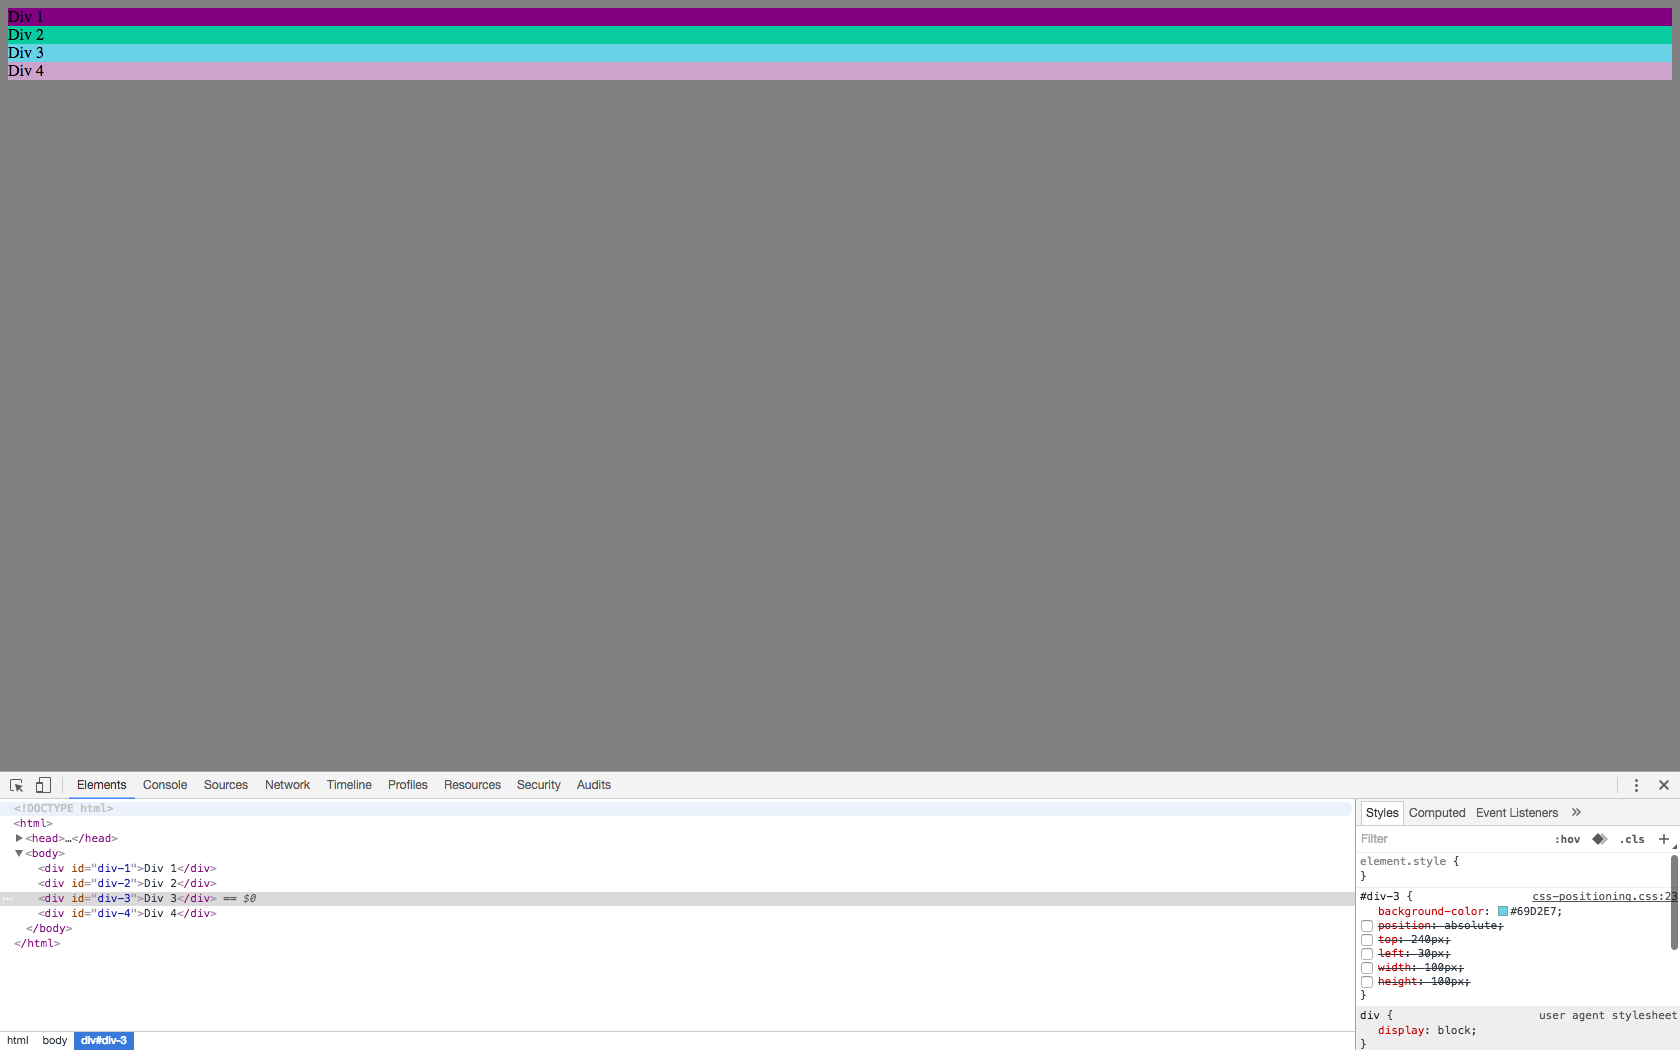 Div 1
Div 2
Div 3
Div 4
Elements Console Sources Network Timeline Profiles Resources Security Audits
<!DOCTYPE html>
<html>
<head>…</head>
<body>
<div id="div-1">Div 1</div>
<div id="div-2">Div 2</div>
<div id="div-3">Div 3</div> == $0
<div id="div-4">Div 4</div>
</body>
</html>
html body div#div-3
Styles Computed Event Listeners »
Filter :hov .cls +
element.style {
}
#div-3 { css-positioning.css:23
background-color: #69D2E7;
position: absolute;
top: 240px;
left: 30px;
width: 100px;
height: 100px;
}
div { user agent stylesheet
display: block;
}